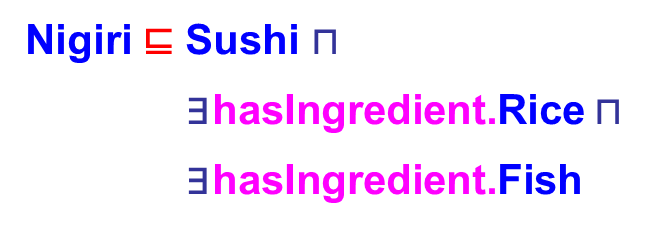 Nigiri ⊑ Sushi ⊓
∃hasIngredient.Rice ⊓
∃hasIngredient.Fish